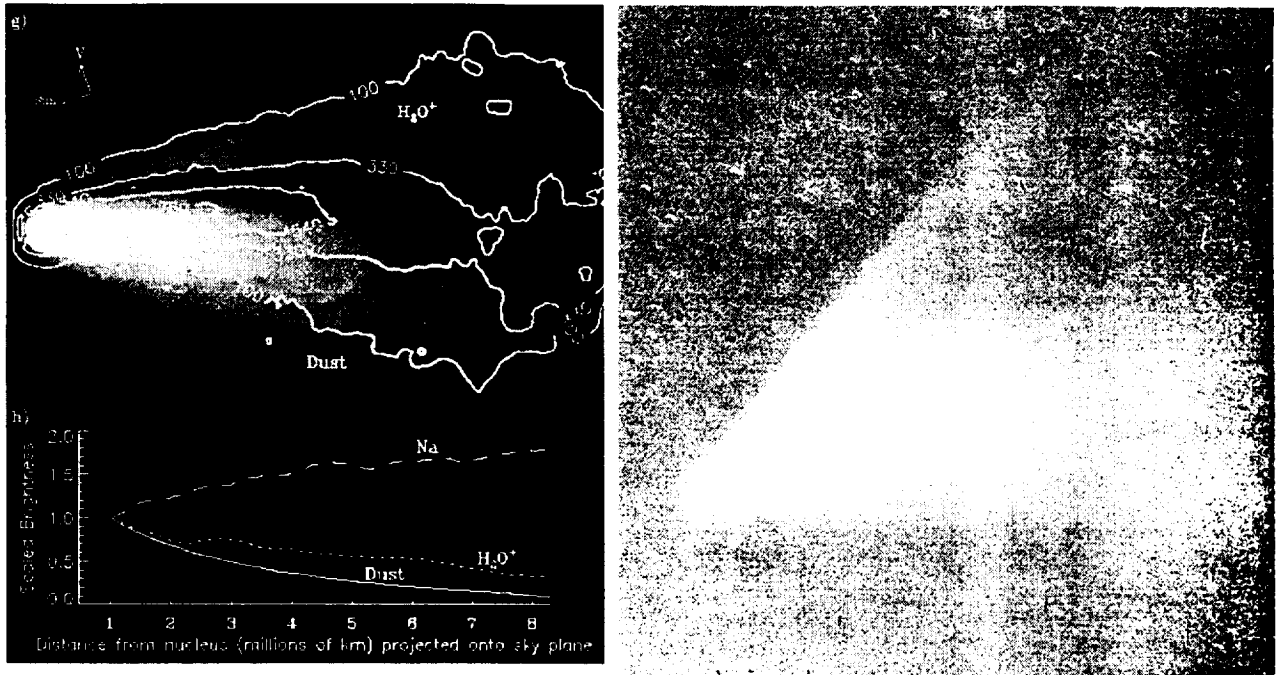 g)
100
H₂O⁺
100
330
Dust
h)
2.0
Na
1.5
Scaled Brightness
1.0
H₂O⁺
0.5
Dust
0.0
1 2 3 4 5 6 7 8
Distance from nucleus (millions of km) projected onto sky plane